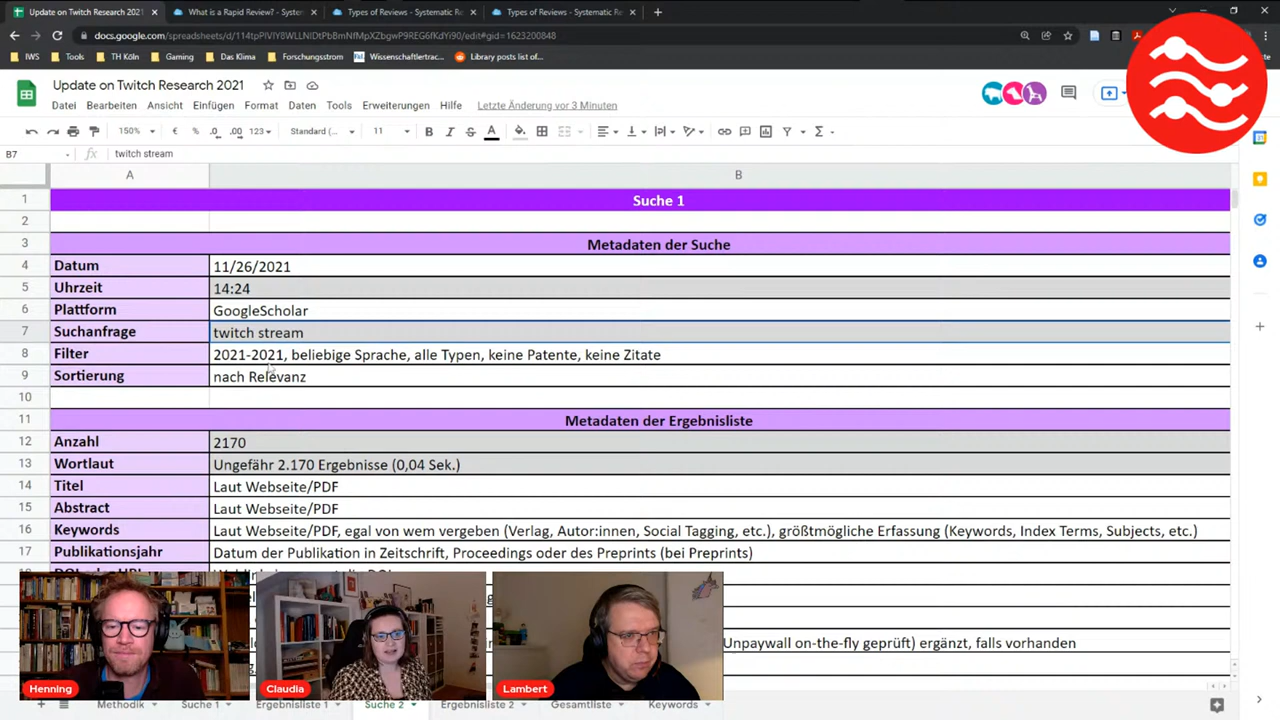 Update on Twitch Research 2021
What is a Rapid Review? - System
Types of Reviews - Systematic Re
Types of Reviews - Systematic Re
IWS
Tools
TH Köln
Gaming
Das Klima
Forschungsstrom
Wissenschaftlertrac...
Library posts list of...
Update on Twitch Research 2021
Datei Bearbeiten Ansicht Einfügen Format Daten Tools Erweiterungen Hilfe Letzte Änderung vor 3 Minuten
150% € % .0 .00 123 Standard (... 11
B7 fx twitch stream
A B
1 Suche 1
2
3 Metadaten der Suche
4 Datum 11/26/2021
5 Uhrzeit 14:24
6 Plattform GoogleScholar
7 Suchanfrage twitch stream
8 Filter 2021-2021, beliebige Sprache, alle Typen, keine Patente, keine Zitate
9 Sortierung nach Relevanz
10
11 Metadaten der Ergebnisliste
12 Anzahl 2170
13 Wortlaut Ungefähr 2.170 Ergebnisse (0,04 Sek.)
14 Titel Laut Webseite/PDF
15 Abstract Laut Webseite/PDF
16 Keywords Laut Webseite/PDF, egal von wem vergeben (Verlag, Autor:innen, Social Tagging, etc.), größtmögliche Erfassung (Keywords, Index Terms, Subjects, etc.)
17 Publikationsjahr Datum der Publikation in Zeitschrift, Proceedings oder des Preprints (bei Preprints)
Unpaywall on-the-fly geprüft) ergänzt, falls vorhanden
Henning
Claudia
Lambert
Methodik Suche 1 Ergebnisliste 1 Suche 2 Ergebnisliste 2 Gesamtliste Keywords